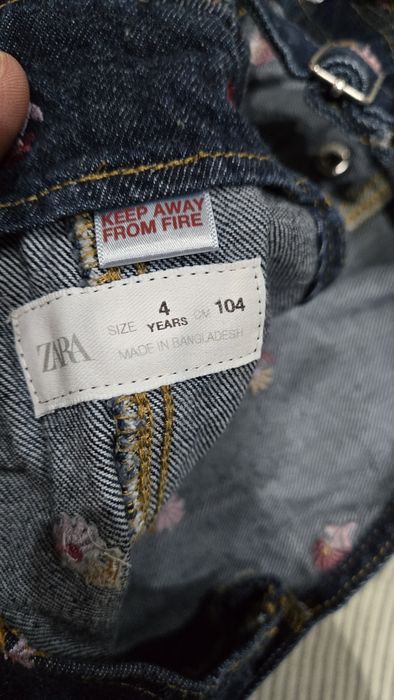 KEEP AWAY
FROM FIRE
ZARA
SIZE 4 YEARS CM 104
MADE IN BANGLADESH